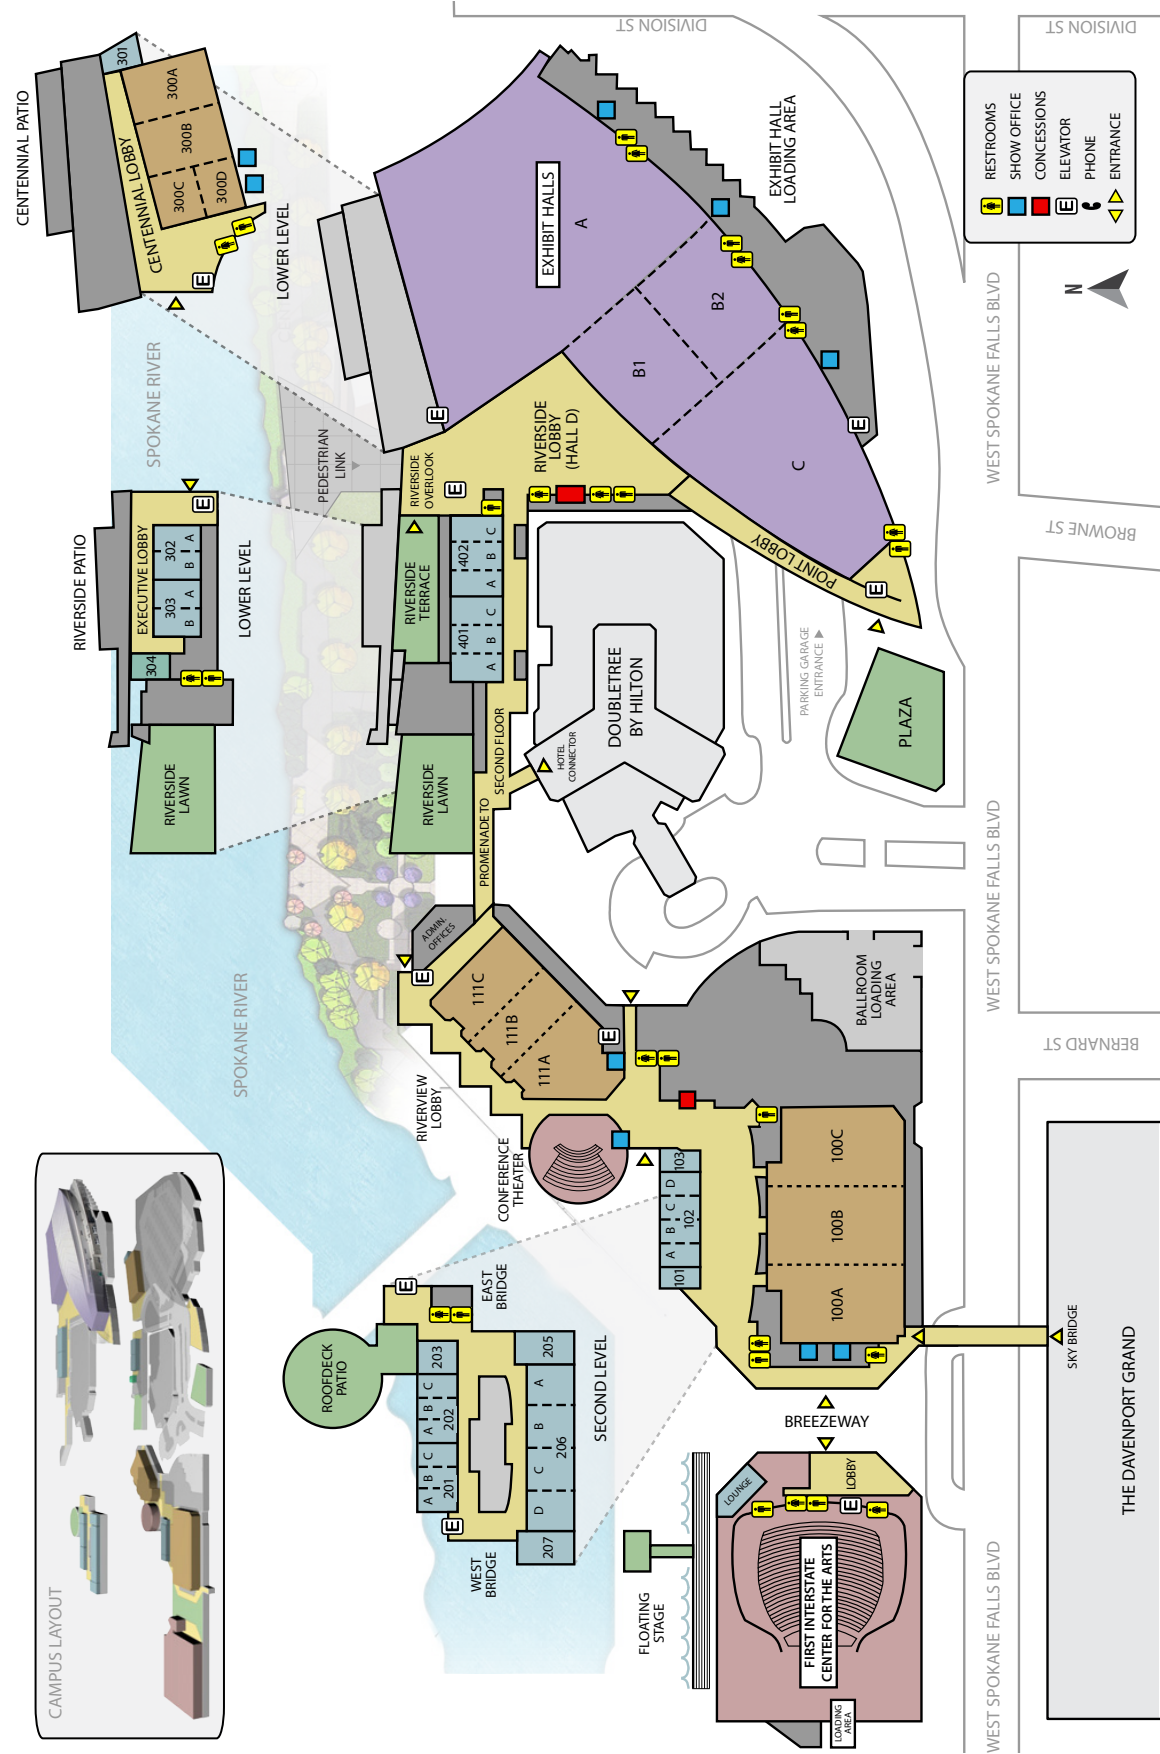 CAMPUS LAYOUT
SPOKANE RIVER
SPOKANE RIVER
ROOFDECK
PATIO
EAST
BRIDGE
WEST
BRIDGE
SECOND LEVEL
203
C
B
A
202
C
B
A
201
205
A
B
206
C
D
207
FLOATING
STAGE
LOUNGE
LOBBY
FIRST INTERSTATE
CENTER FOR THE ARTS
LOADING
AREA
BREEZEWAY
SKY BRIDGE
THE DAVENPORT GRAND
CONFERENCE
THEATER
RIVERVIEW
LOBBY
101
A
B
C
D
102
103
100A
100B
100C
111A
111B
111C
ADMIN.
OFFICES
BALLROOM
LOADING
AREA
PROMENADE TO
SECOND FLOOR
HOTEL
CONNECTOR
DOUBLETREE
BY HILTON
RIVERSIDE
LAWN
RIVERSIDE
LAWN
RIVERSIDE PATIO
EXECUTIVE LOBBY
304
303
B
A
302
B
A
LOWER LEVEL
RIVERSIDE
TERRACE
401
A
B
C
402
A
B
C
RIVERSIDE
OVERLOOK
PEDESTRIAN
LINK
RIVERSIDE
LOBBY
(HALL D)
POINT LOBBY
PARKING GARAGE
ENTRANCE
PLAZA
CENTENNIAL PATIO
CENTENNIAL LOBBY
301
300A
300B
300C
300D
LOWER LEVEL
EXHIBIT HALLS
A
B1
B2
C
EXHIBIT HALL
LOADING AREA
WEST SPOKANE FALLS BLVD
WEST SPOKANE FALLS BLVD
WEST SPOKANE FALLS BLVD
WEST SPOKANE FALLS BLVD
BERNARD ST
BROWNE ST
DIVISION ST
DIVISION ST
RESTROOMS
SHOW OFFICE
CONCESSIONS
E ELEVATOR
PHONE
ENTRANCE
N
E
E
E
E
E
E
E
E
E
E
E